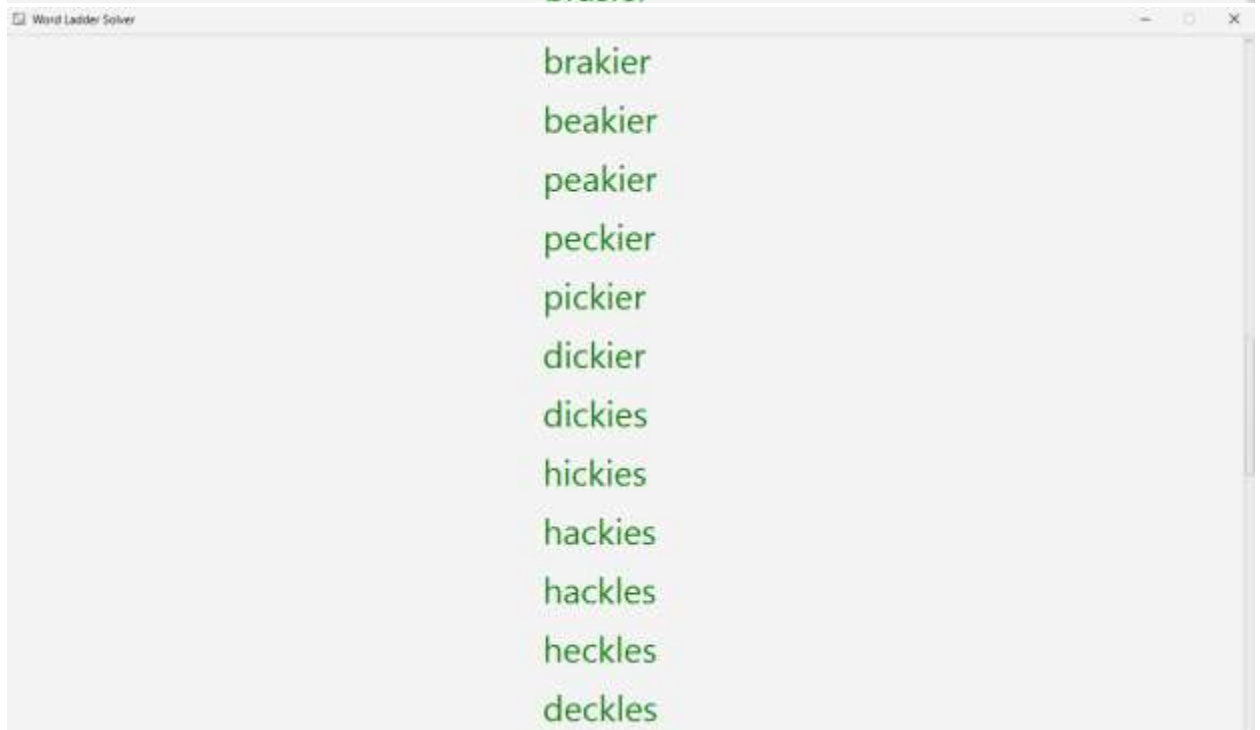 Word Ladder Solver
brakier
beakier
peakier
peckier
pickier
dickier
dickies
hickies
hackies
hackles
heckles
deckles